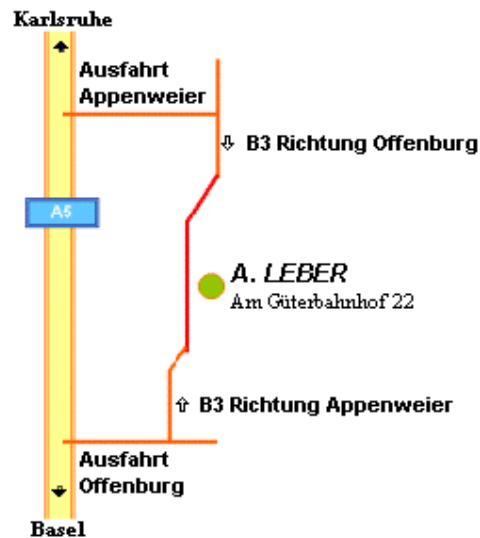 Karlsruhe
Ausfahrt
Appenweier
B3 Richtung Offenburg
A5
A. LEBER
Am Güterbahnhof 22
B3 Richtung Appenweier
Ausfahrt
Offenburg
Basel